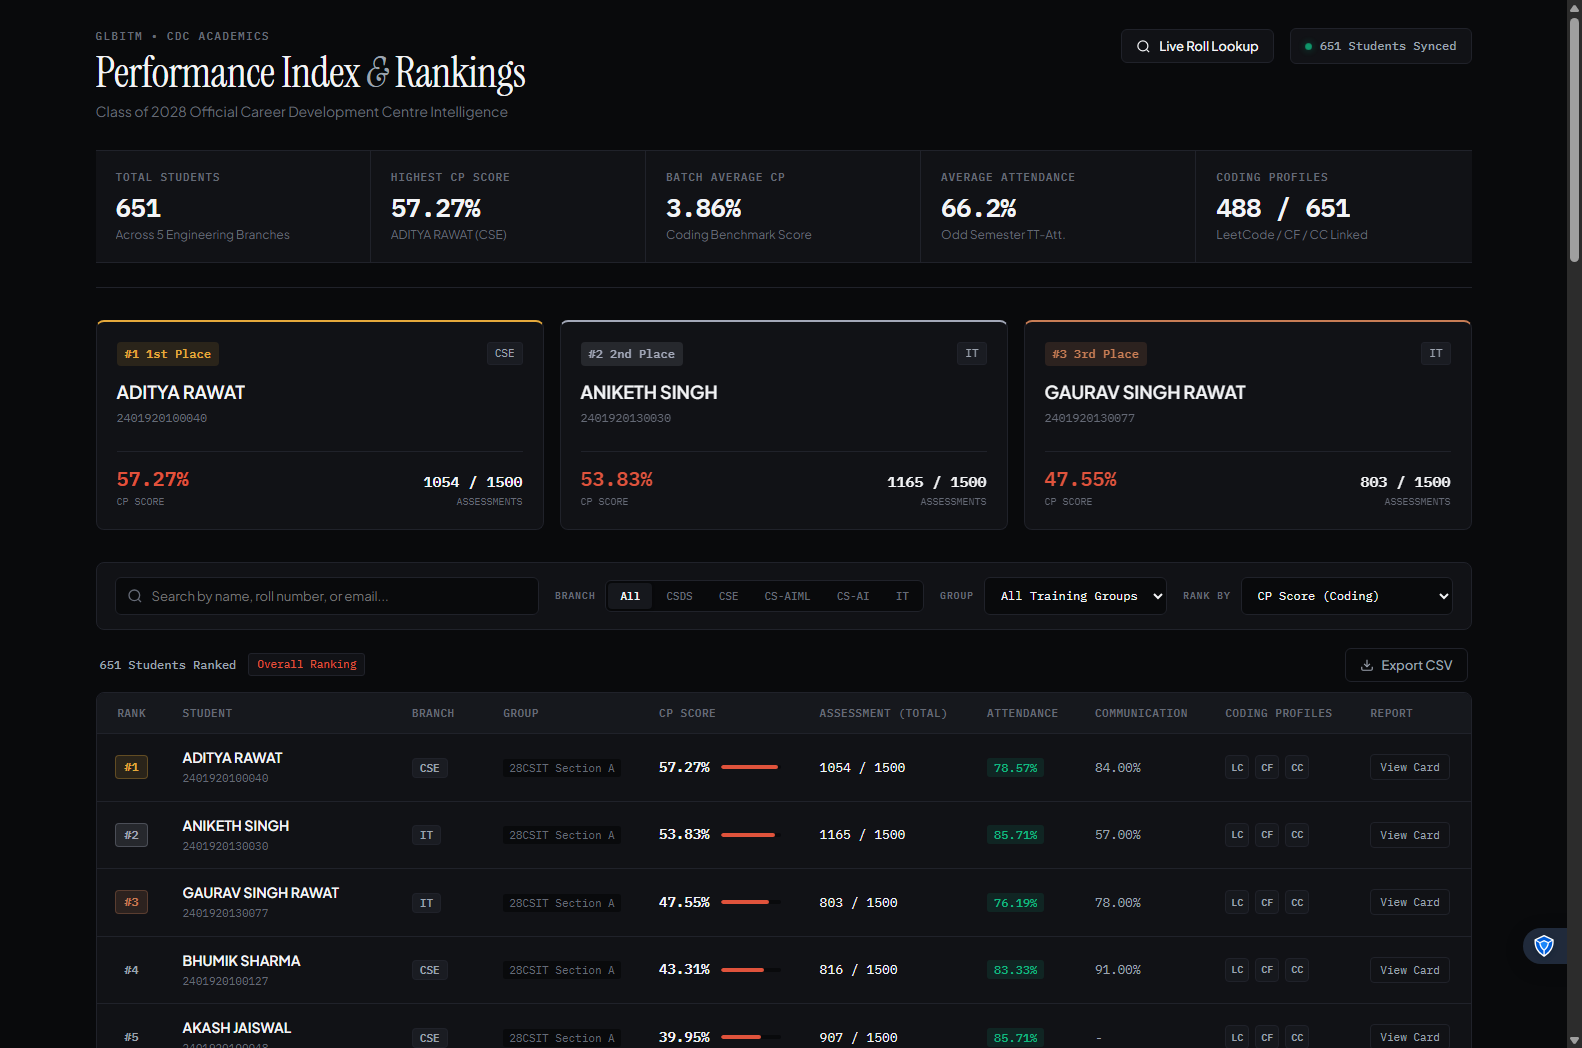 GLBITM • CDC ACADEMICS
Performance Index & Rankings
Class of 2028 Official Career Development Centre Intelligence
Live Roll Lookup
651 Students Synced
TOTAL STUDENTS
651
Across 5 Engineering Branches
HIGHEST CP SCORE
57.27%
ADITYA RAWAT (CSE)
BATCH AVERAGE CP
3.86%
Coding Benchmark Score
AVERAGE ATTENDANCE
66.2%
Odd Semester TT-Att.
CODING PROFILES
488 / 651
LeetCode / CF / CC Linked
#1 1st Place CSE
ADITYA RAWAT
2401920100040
57.27% 1054 / 1500
CP SCORE ASSESSMENTS
#2 2nd Place IT
ANIKETH SINGH
2401920130030
53.83% 1165 / 1500
CP SCORE ASSESSMENTS
#3 3rd Place IT
GAURAV SINGH RAWAT
2401920130077
47.55% 803 / 1500
CP SCORE ASSESSMENTS
Search by name, roll number, or email... BRANCH All CSDS CSE CS-AIML CS-AI IT GROUP All Training Groups RANK BY CP Score (Coding)
651 Students Ranked Overall Ranking Export CSV
RANK STUDENT BRANCH GROUP CP SCORE ASSESSMENT (TOTAL) ATTENDANCE COMMUNICATION CODING PROFILES REPORT
#1 ADITYA RAWAT CSE 28CSIT Section A 57.27% 1054 / 1500 78.57% 84.00% LC CF CC View Card
2401920100040
#2 ANIKETH SINGH IT 28CSIT Section A 53.83% 1165 / 1500 85.71% 57.00% LC CF CC View Card
2401920130030
#3 GAURAV SINGH RAWAT IT 28CSIT Section A 47.55% 803 / 1500 76.19% 78.00% LC CF CC View Card
2401920130077
#4 BHUMIK SHARMA CSE 28CSIT Section A 43.31% 816 / 1500 83.33% 91.00% LC CF CC View Card
2401920100127
#5 AKASH JAISWAL CSE 28CSIT Section A 39.95% 907 / 1500 85.71% - LC CF CC View Card